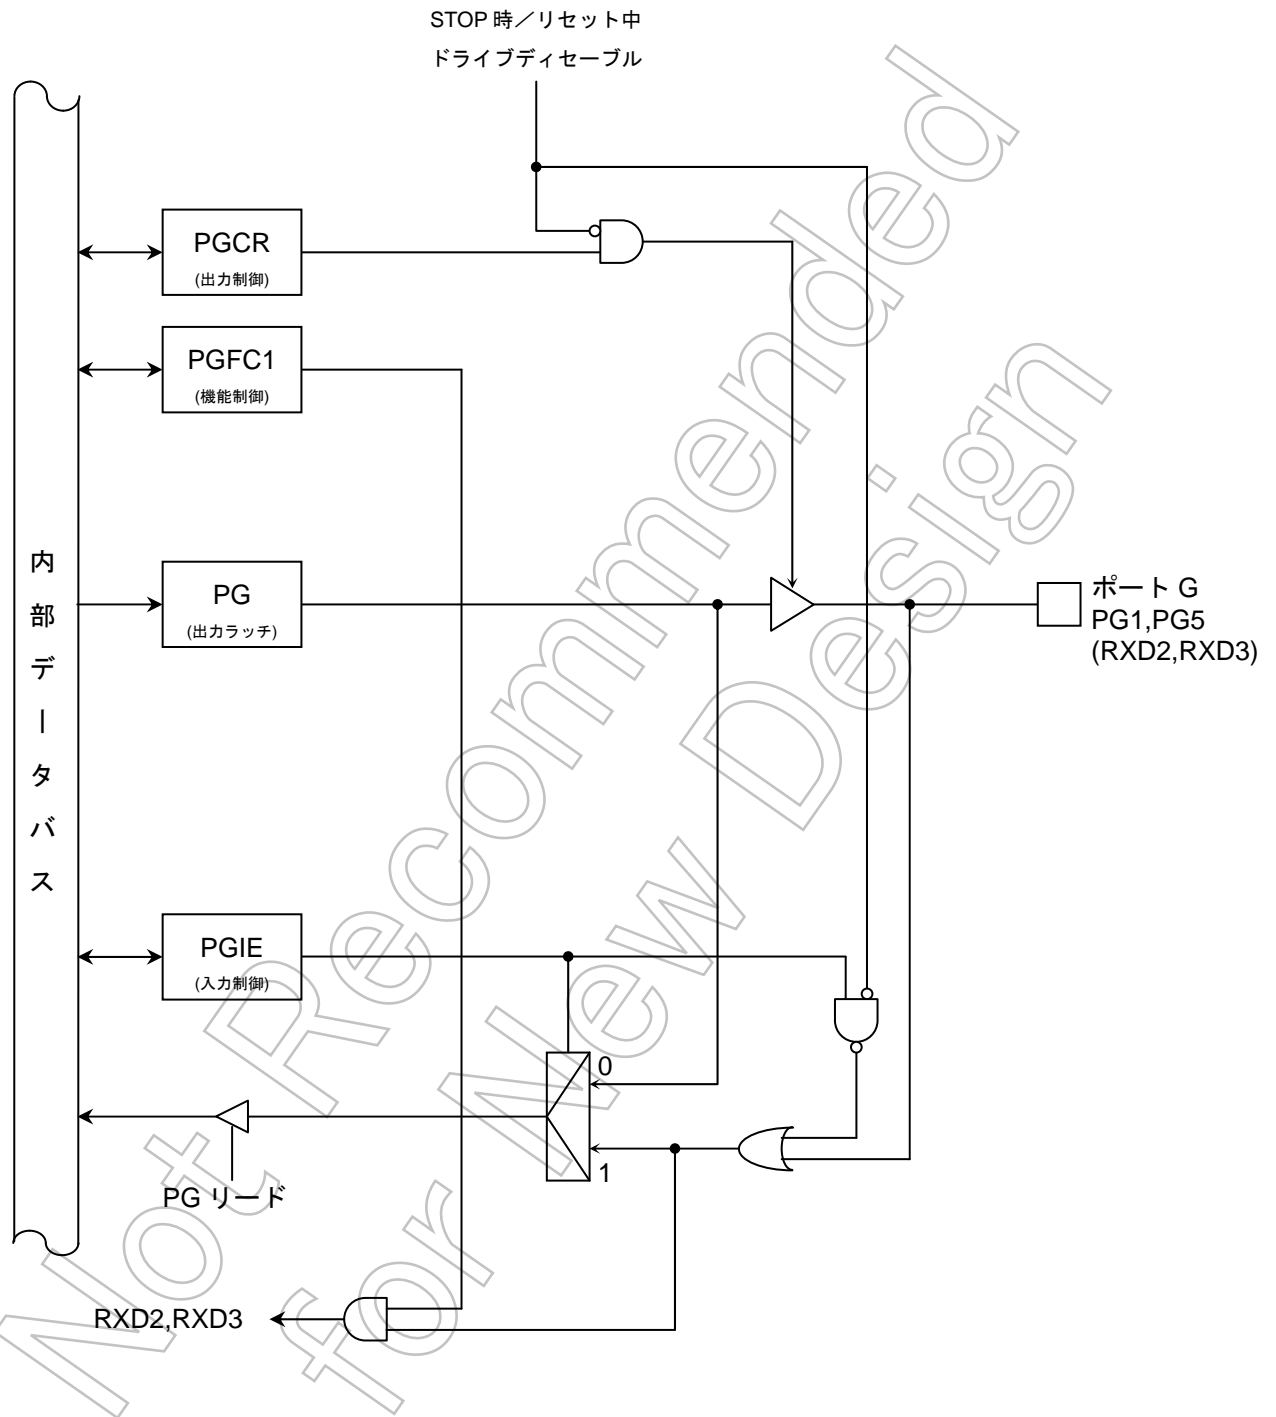 STOP 時／リセット中
ドライブディセーブル
PGCR
(出力制御)
PGFC1
(機能制御)
内部データバス
PG
(出力ラッチ)
ポート G
PG1,PG5
(RXD2,RXD3)
PGIE
(入力制御)
0
1
PG リード
RXD2,RXD3
Not Recommended
for New Design